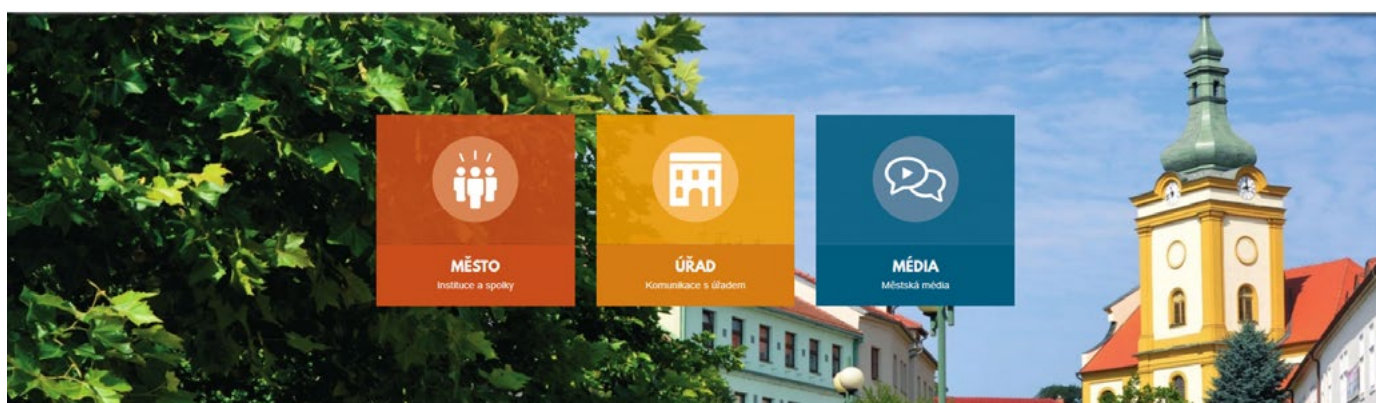 MĚSTO
Instituce a spolky
ÚŘAD
Komunikace s úřadem
MÉDIA
Městská média